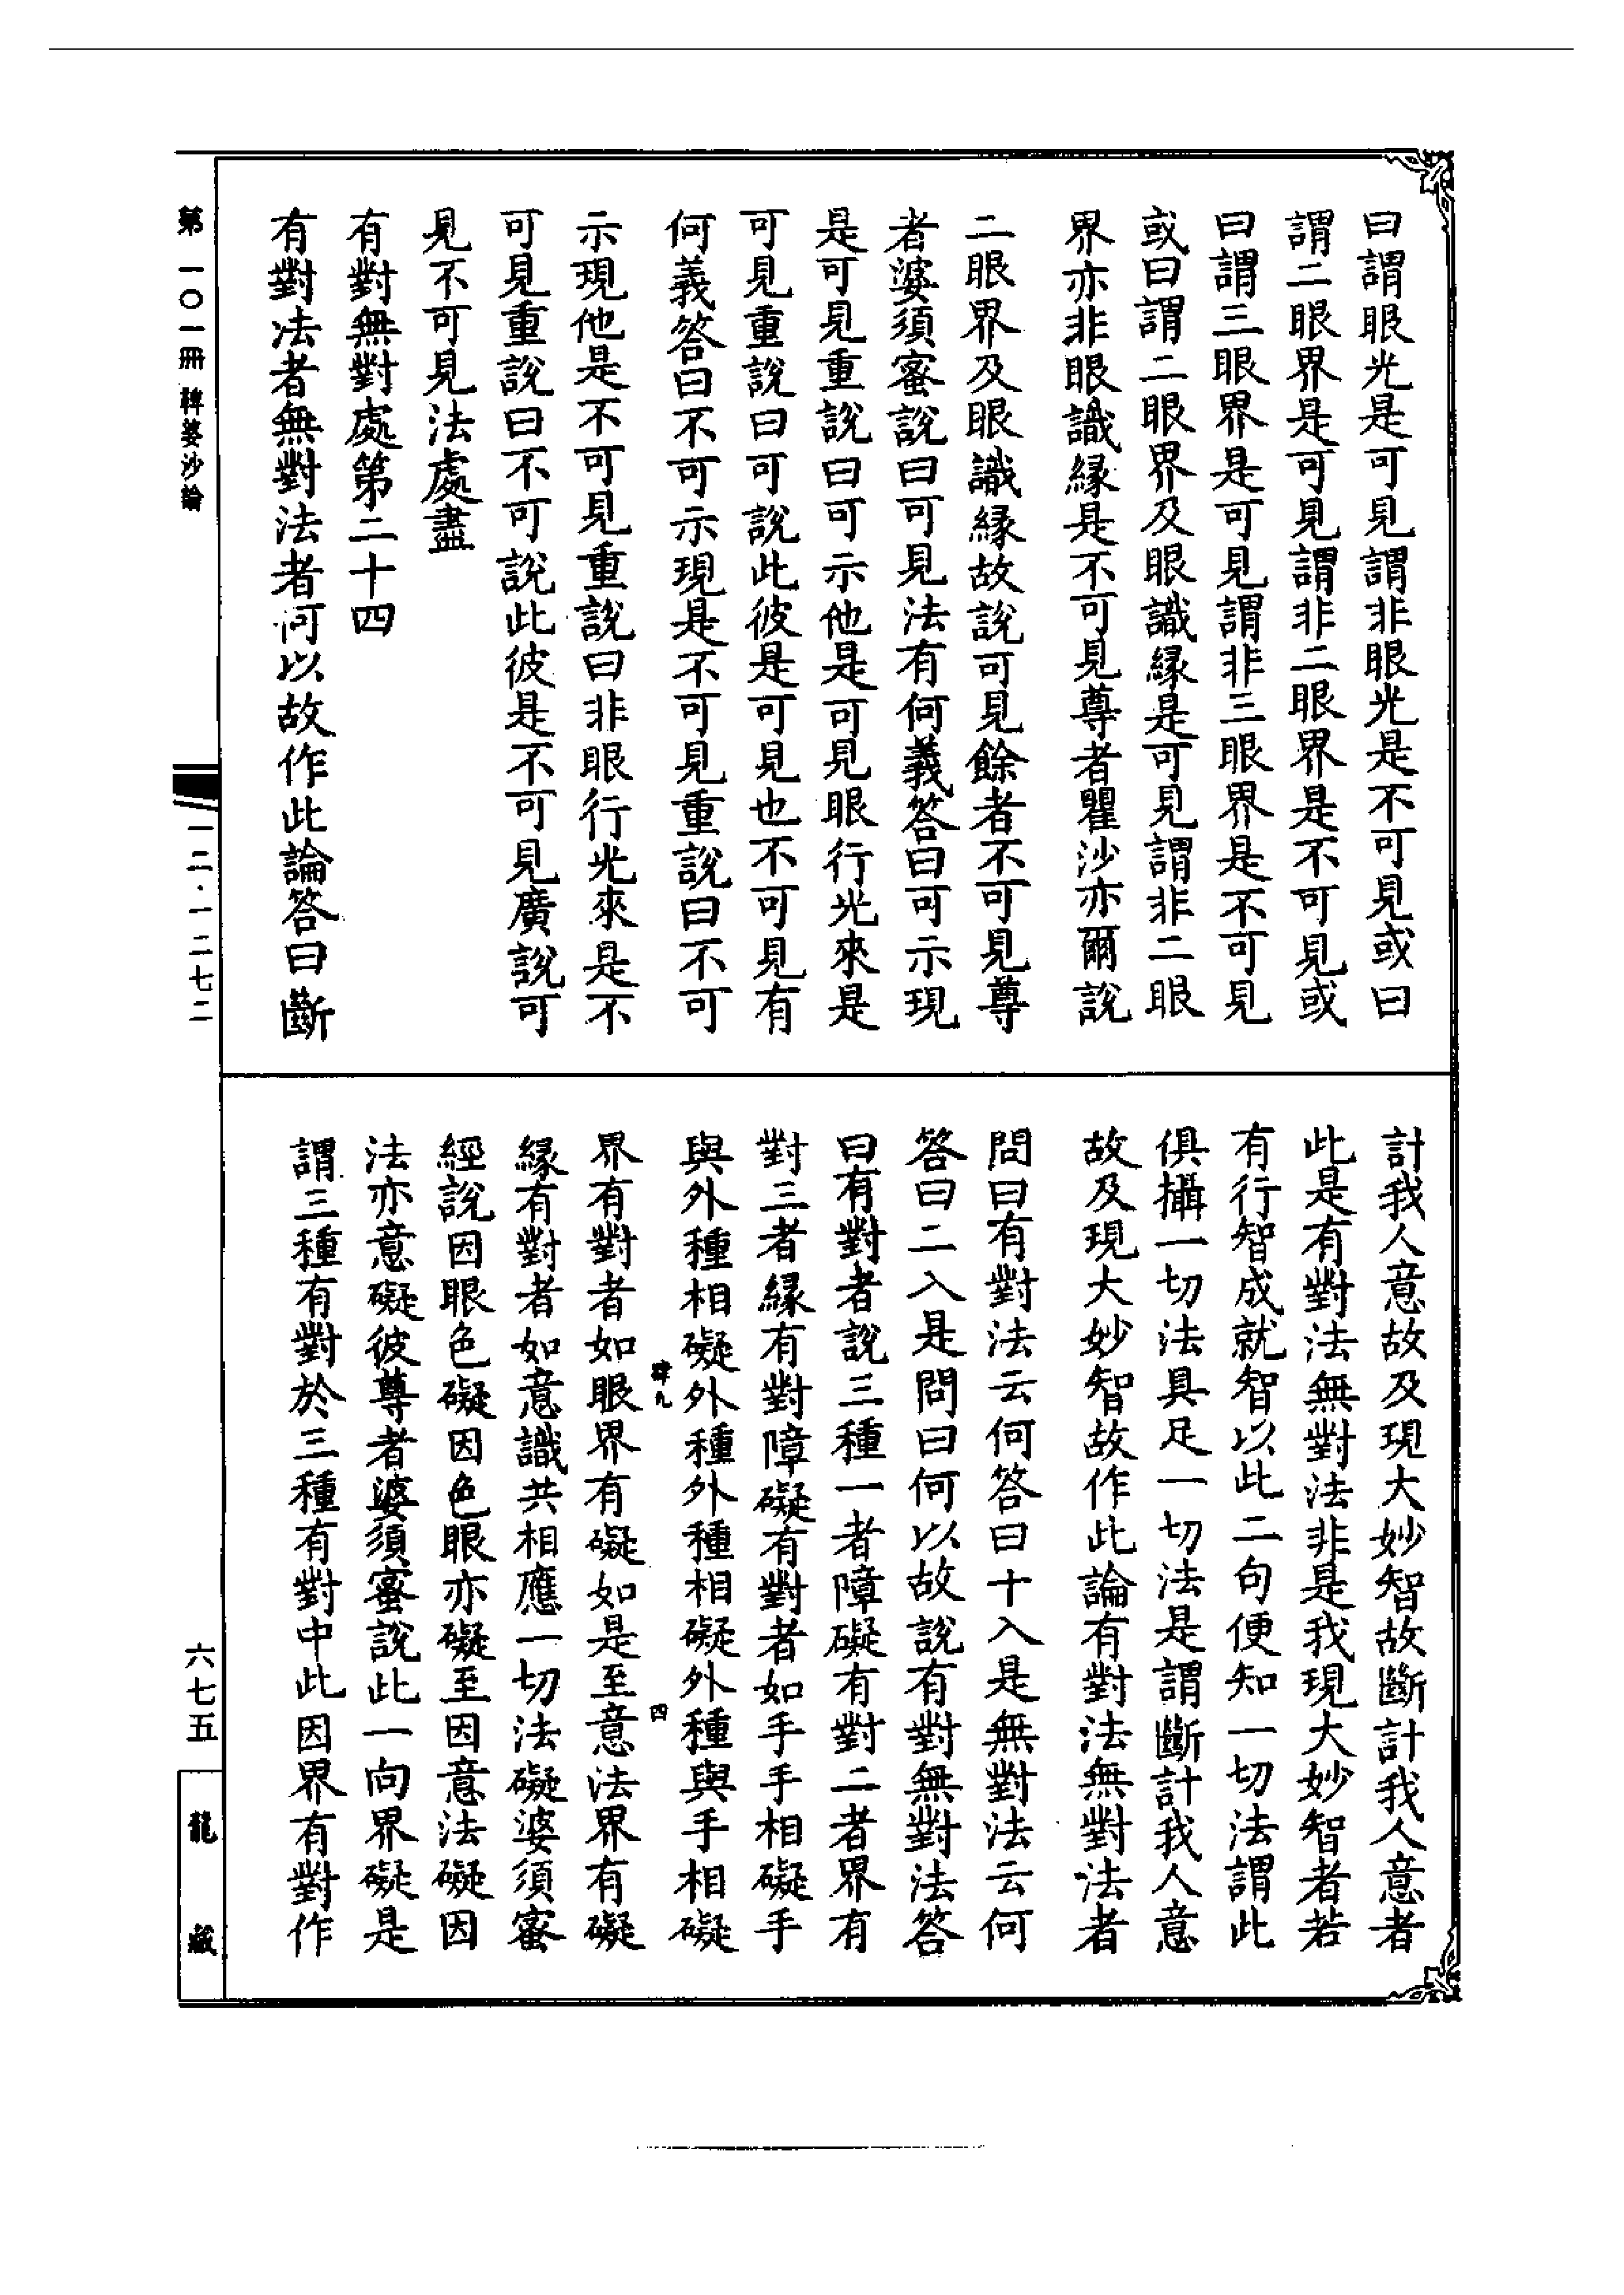 曰謂眼光是可見謂非眼光是不可見或曰
謂二眼界是可見謂非二眼界是不可見或
曰謂三眼界是可見謂非三眼界是不可見
或曰謂二眼界及眼識緣是可見謂非二眼
界亦非眼識緣是不可見尊者瞿沙亦爾說
二眼界及眼識緣故說可見餘者不可見尊
者婆須蜜說曰可見法有何義答曰可示現
是可見重說曰可示他是可見眼行光來是
可見重說曰可說此彼是可見也不可見有
何義答曰不可示現是不可見重說曰不可
示現他是不可見重說曰非眼行光來是不
可見重說曰不可說此彼是不可見廣說可
見不可見法處盡
有對無對處第二十四
有對法者無對法者何以故作此論答曰斷
計我人意故及現大妙智故斷計我人意者
此是有對法無對法非是我現大妙智者若
有行智成就智以此二句便知一切法謂此
俱攝一切法具足一切法是謂斷計我人意
故及現大妙智故作此論有對法無對法者
問曰有對法云何答曰十入是無對法云何
答曰二入是問曰何以故說有對無對法答
曰有對者說三種一者障礙有對二者界有
對三者緣有對障礙有對者如手手相礙手
與外種相礙外種外種相礙外種與手相礙
肆九
四
界有對者如眼界有礙如是至意法界有礙
緣有對者如意識共相應一切法礙婆須蜜
經說因眼色礙因色眼亦礙至因意法礙因
法亦意礙彼尊者婆須蜜說此一向界礙是
謂三種有對於三種有對中此因界有對作
第一〇一冊 鞞婆沙論
一二·一二七二
六七五
龍藏